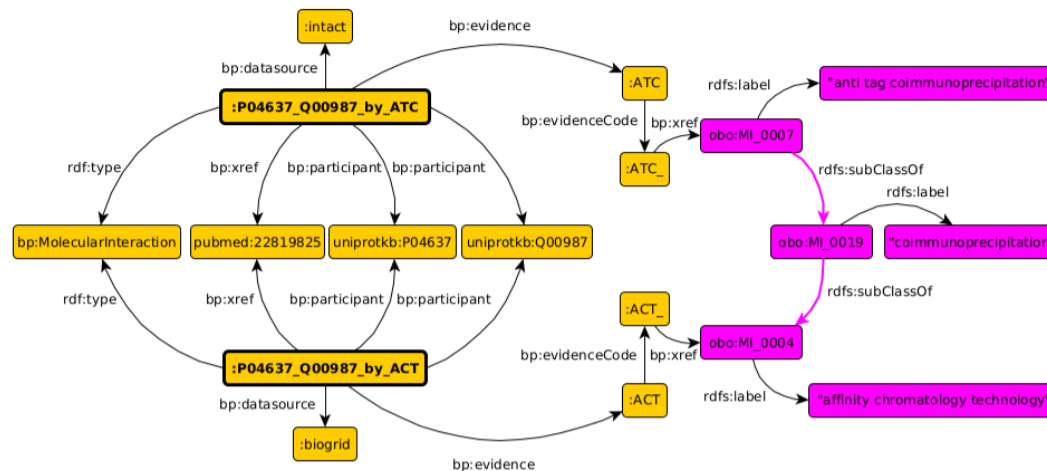 :intact
bp:evidence
bp:datasource
:ATC
rdfs:label
"anti tag coimmunoprecipitation"
:P04637_Q00987_by_ATC
bp:evidenceCode
bp:xref
obo:MI_0007
rdf:type
bp:xref
bp:participant
bp:participant
:ATC_
rdfs:subClassOf
rdfs:label
bp:MolecularInteraction
pubmed:22819825
uniprotkb:P04637
uniprotkb:Q00987
obo:MI_0019
"coimmunoprecipitation
rdf:type
bp:xref
bp:participant
bp:participant
rdfs:subClassOf
:ACT_
obo:MI_0004
bp:evidenceCode
bp:xref
:P04637_Q00987_by_ACT
bp:datasource
:ACT
rdfs:label
"affinity chromatology technology"
:biogrid
bp:evidence